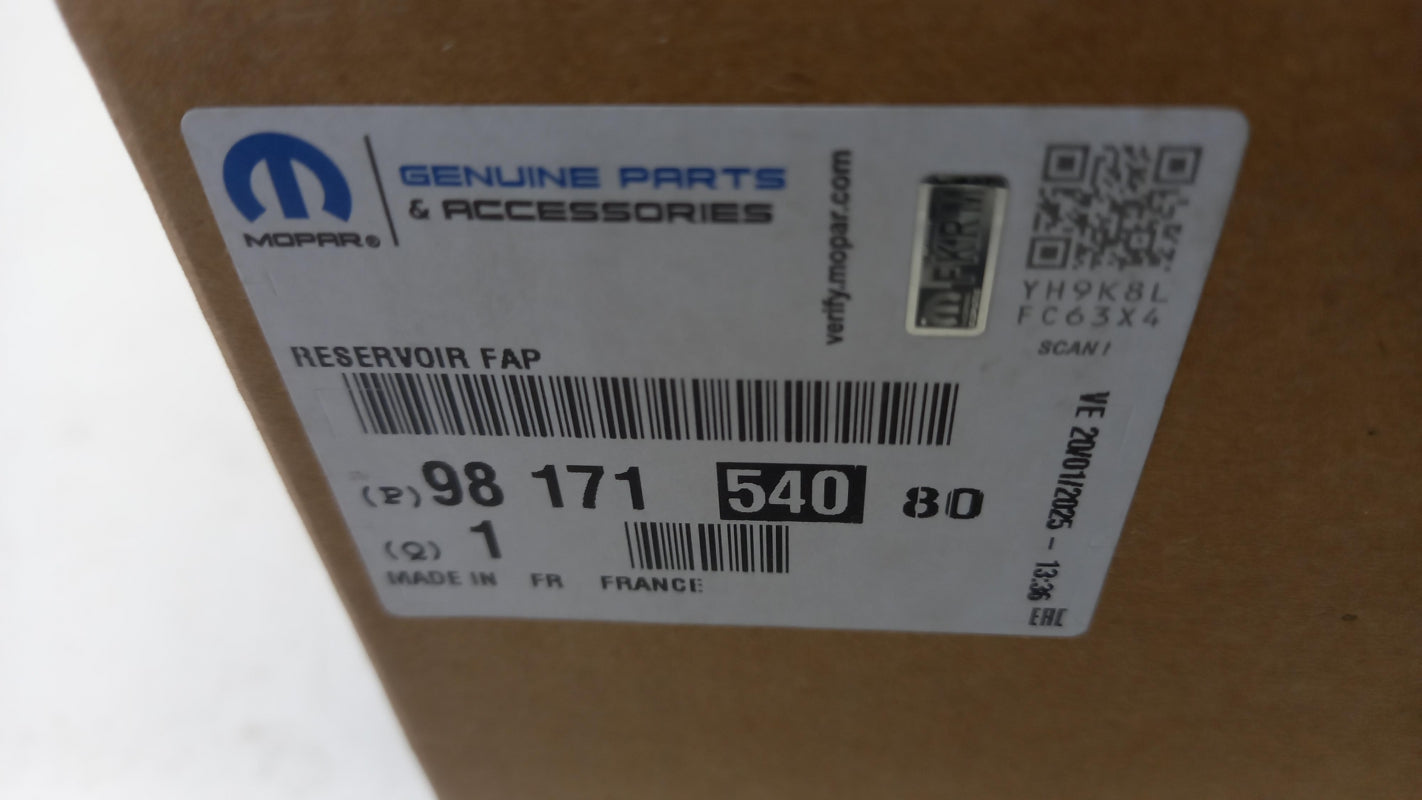 MOPAR®
GENUINE PARTS
& ACCESSORIES
verify.mopar.com
YH9K8L
FC63X4
SCAN!
RESERVOIR FAP
(P) 98 171 540 80
(Q) 1
MADE IN FR FRANCE
VE 20/01/2025 - 13:36
EAC